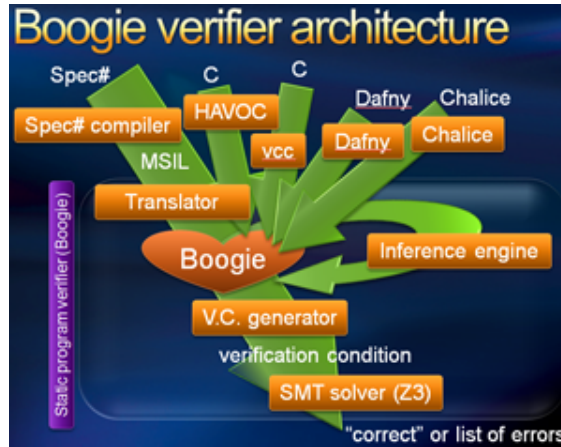 Boogie verifier architecture
Spec#
C
C
Dafny
Chalice
Spec# compiler
HAVOC
vcc
Dafny
Chalice
MSIL
Translator
Static program verifier (Boogie)
Boogie
Inference engine
V.C. generator
verification condition
SMT solver (Z3)
"correct" or list of errors